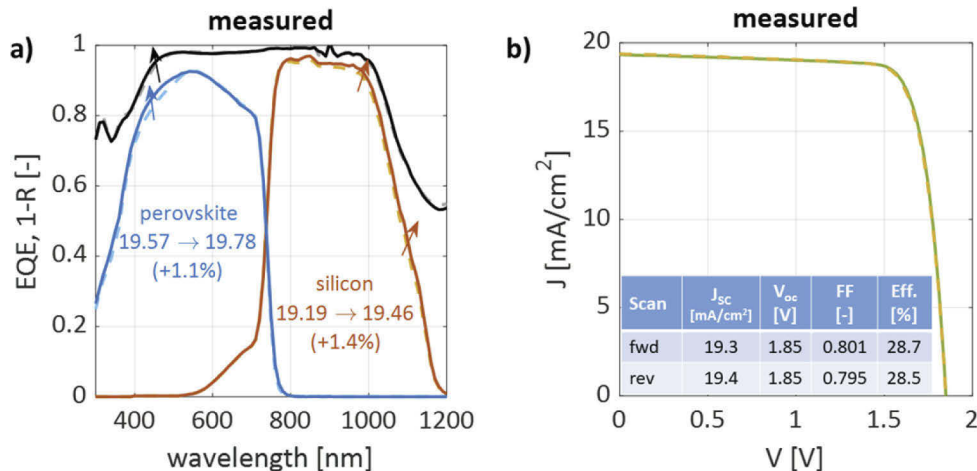 measured
a)
EQE, 1-R [-]
1
0.8
0.6
0.4
0.2
0
perovskite
19.57 → 19.78
(+1.1%)
silicon
19.19 → 19.46
(+1.4%)
400 600 800 1000 1200
wavelength [nm]
measured
b)
J [mA/cm²]
20
15
10
5
0
Scan J_SC [mA/cm²] V_oc [V] FF [-] Eff. [%]
fwd 19.3 1.85 0.801 28.7
rev 19.4 1.85 0.795 28.5
0 0.5 1 1.5 2
V [V]